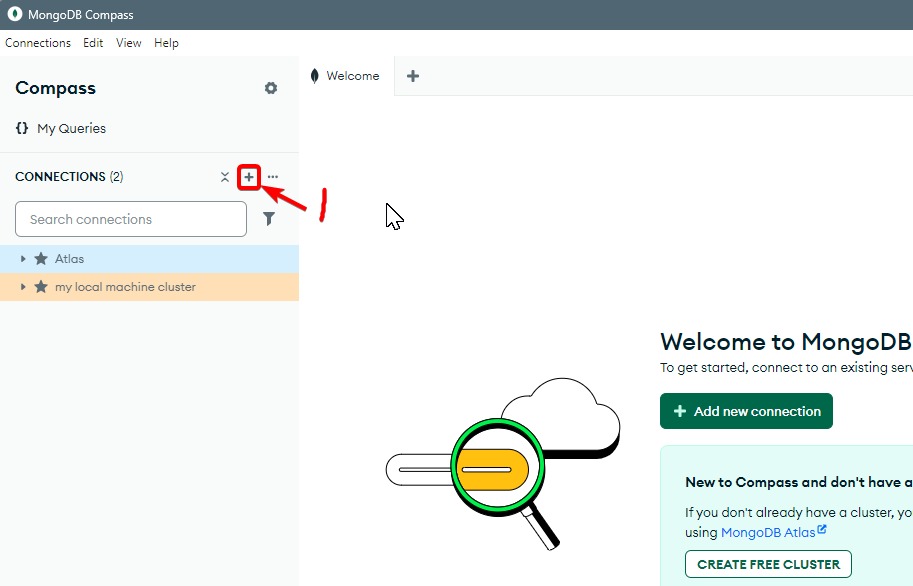 MongoDB Compass
Connections Edit View Help
Compass
Welcome
{} My Queries
CONNECTIONS (2)
1
Search connections
Atlas
my local machine cluster
Welcome to MongoDB
To get started, connect to an existing
Add new connection
New to Compass and don't have a
If you don't already have a cluster,
using MongoDB Atlas
CREATE FREE CLUSTER